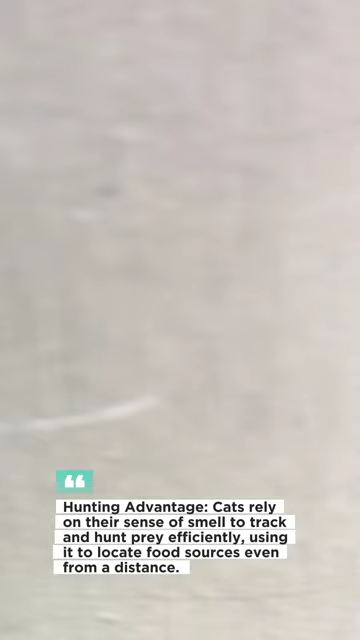 Hunting Advantage: Cats rely
on their sense of smell to track
and hunt prey efficiently, using
it to locate food sources even
from a distance.